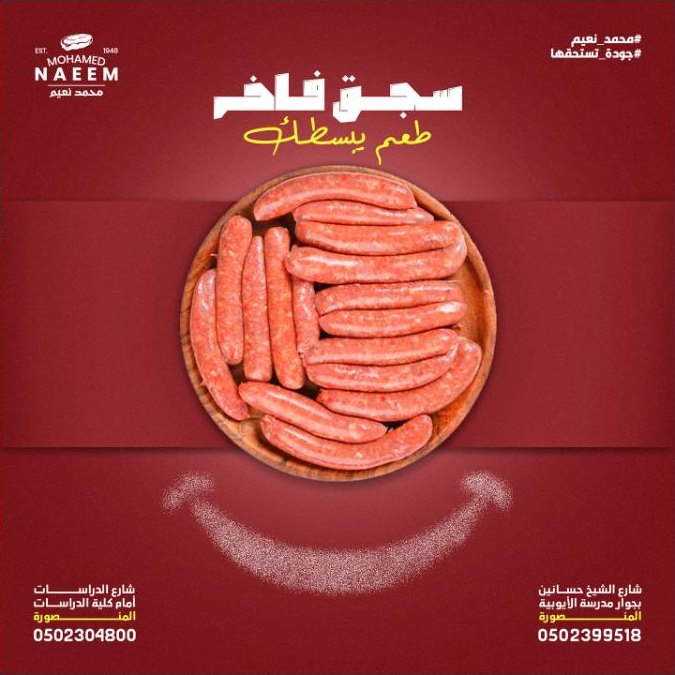 #محمد_نعيم
#جودة_تستحقها
EST. 1948
MOHAMED
NAEEM
محمد نعيم
سجق فاخر
طعم يبسطك
شارع الشيخ حسانين
بجوار مدرسة الأيوبية
المنصورة
0502399518
شارع الدراسات
أمام كلية الدراسات
المنصورة
0502304800